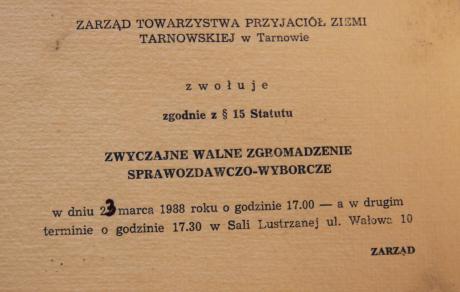 ZARZĄD TOWARZYSTWA PRZYJACIÓŁ ZIEMI
TARNOWSKIEJ w Tarnowie
zwołuje
zgodnie z § 15 Statutu
ZWYCZAJNE WALNE ZGROMADZENIE
SPRAWOZDAWCZO-WYBORCZE
w dniu 23 marca 1988 roku o godzinie 17.00 — a w drugim
terminie o godzinie 17.30 w Sali Lustrzanej ul. Wałowa 10
ZARZĄD